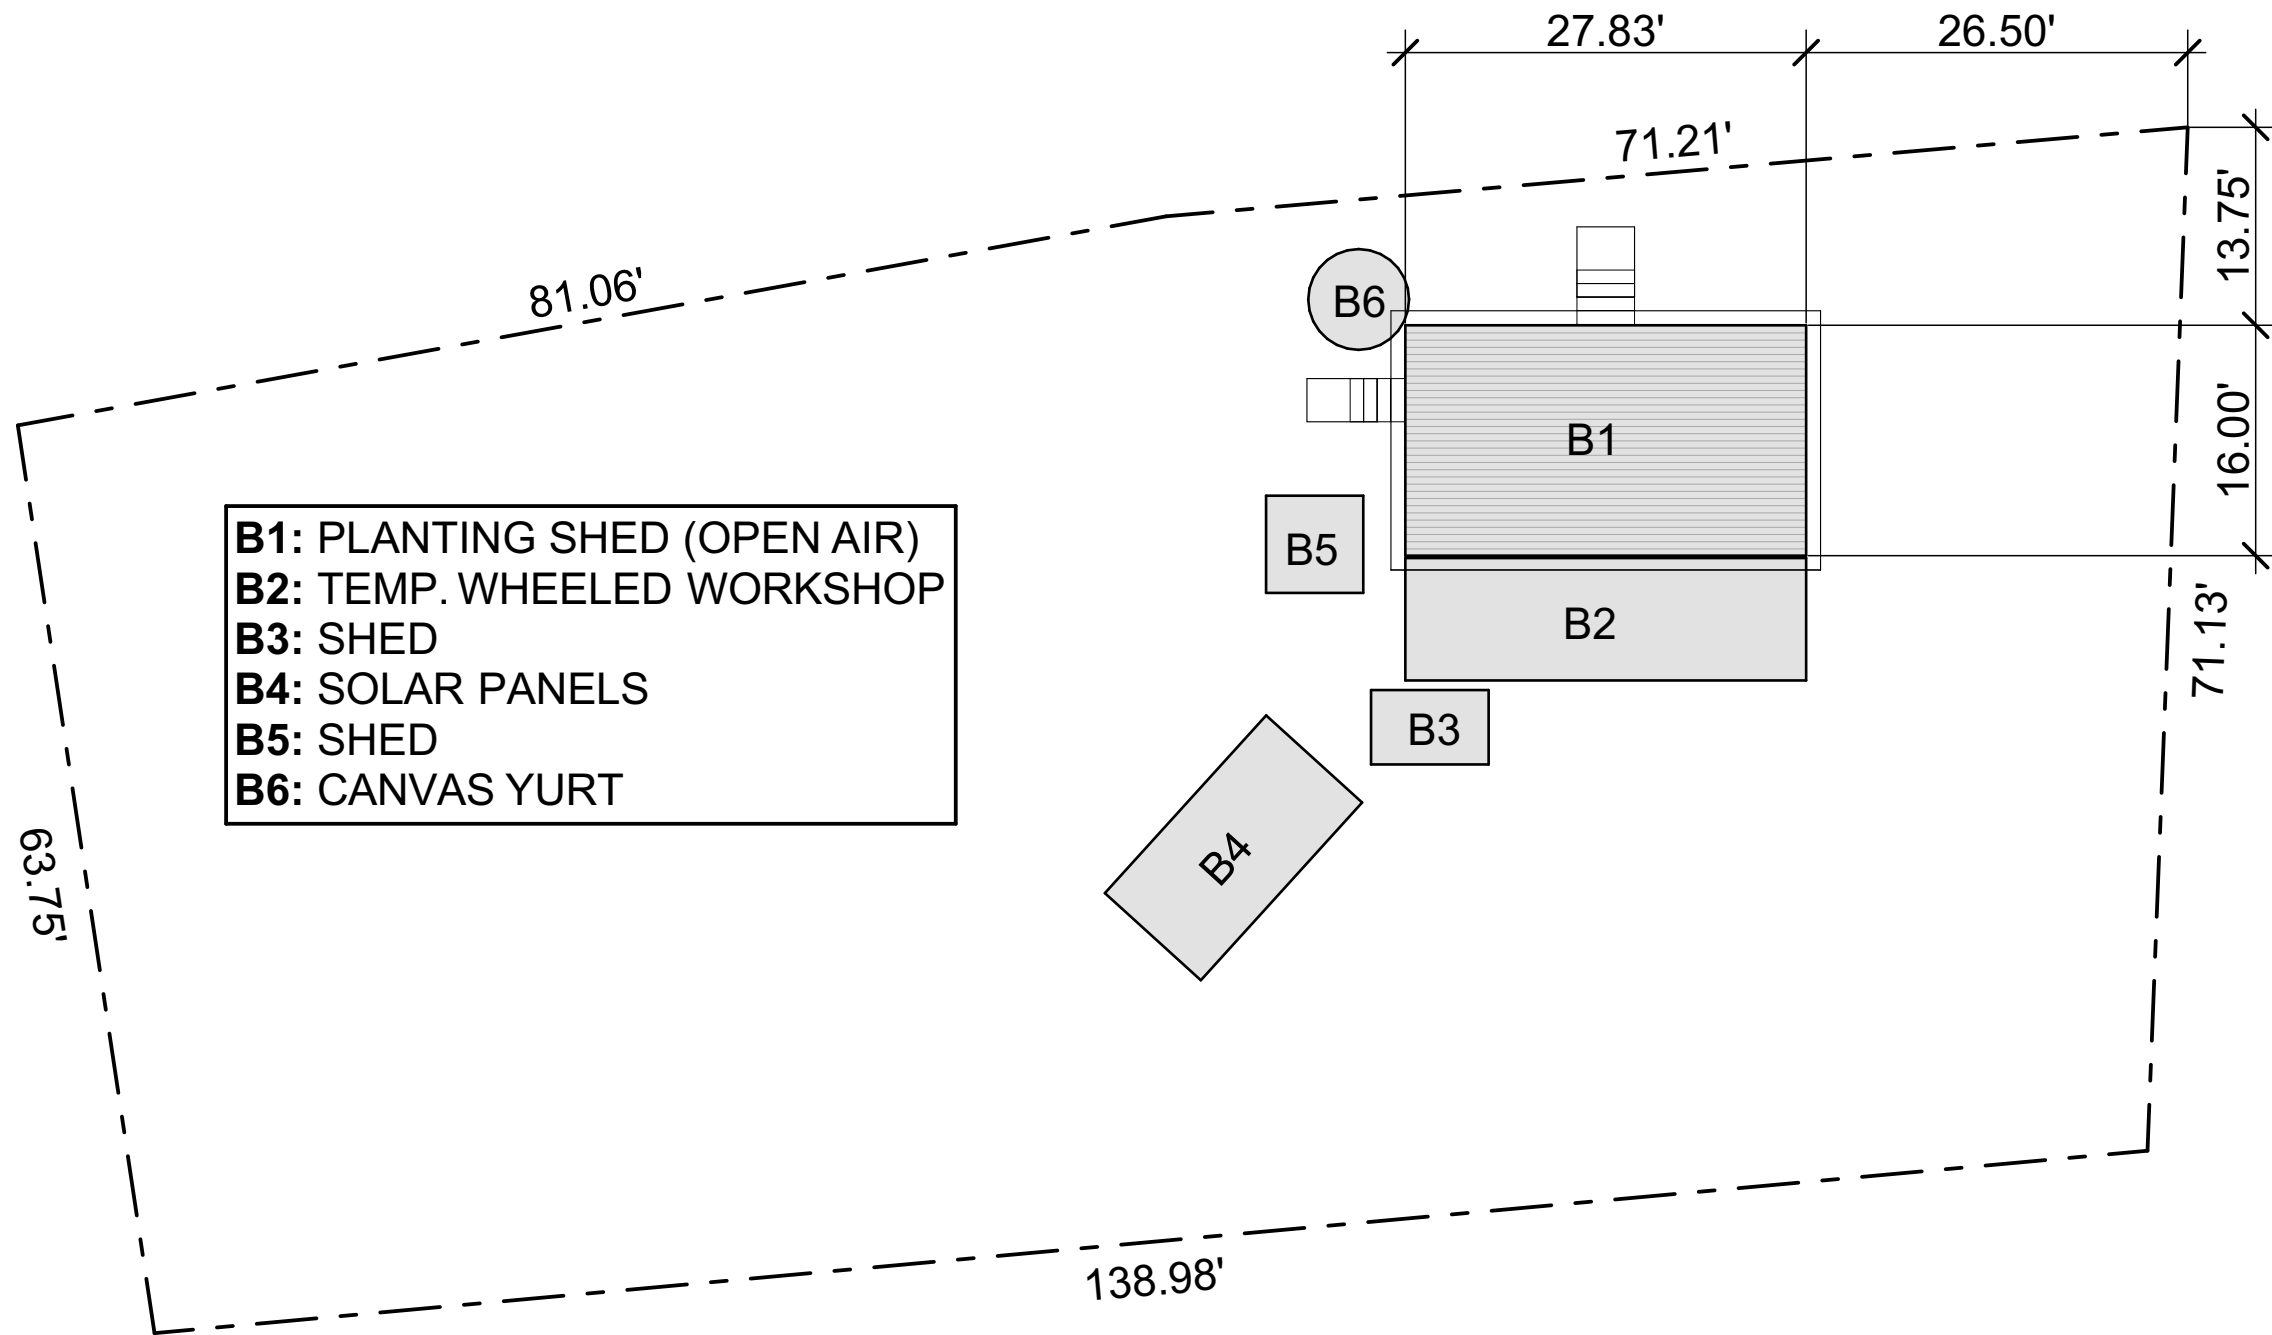 27.83'
26.50'
71.21'
13.75'
81.06'
B6
16.00'
B1
B5
B2
71.13'
B3
B4
B1: PLANTING SHED (OPEN AIR)
B2: TEMP. WHEELED WORKSHOP
B3: SHED
B4: SOLAR PANELS
B5: SHED
B6: CANVAS YURT
63.75'
138.98'